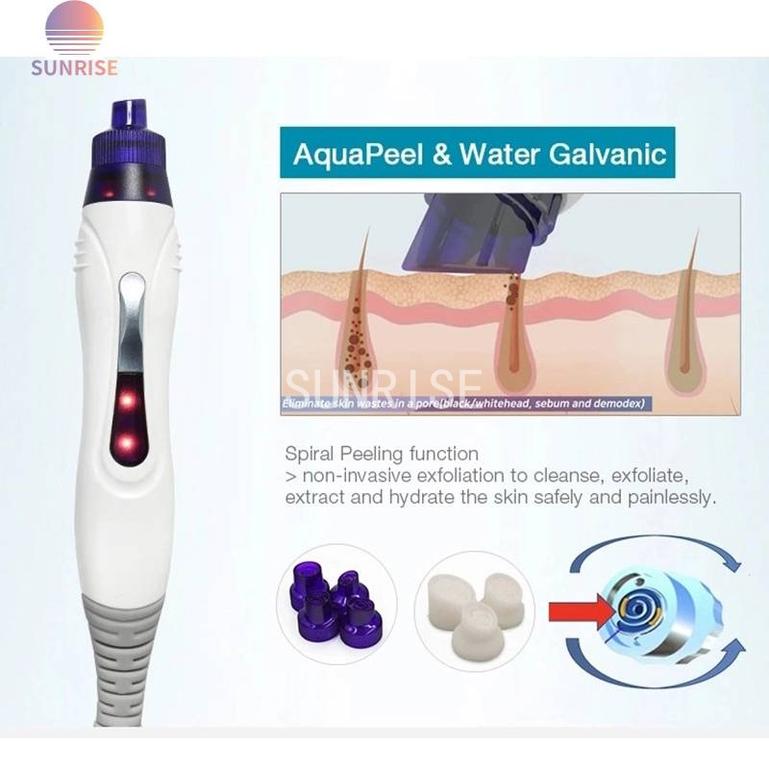 SUNRISE
AquaPeel & Water Galvanic
SUNRISE
Eliminate skin wastes in a pore(black/whitehead, sebum and demodex)
Spiral Peeling function
> non-invasive exfoliation to cleanse, exfoliate,
extract and hydrate the skin safely and painlessly.